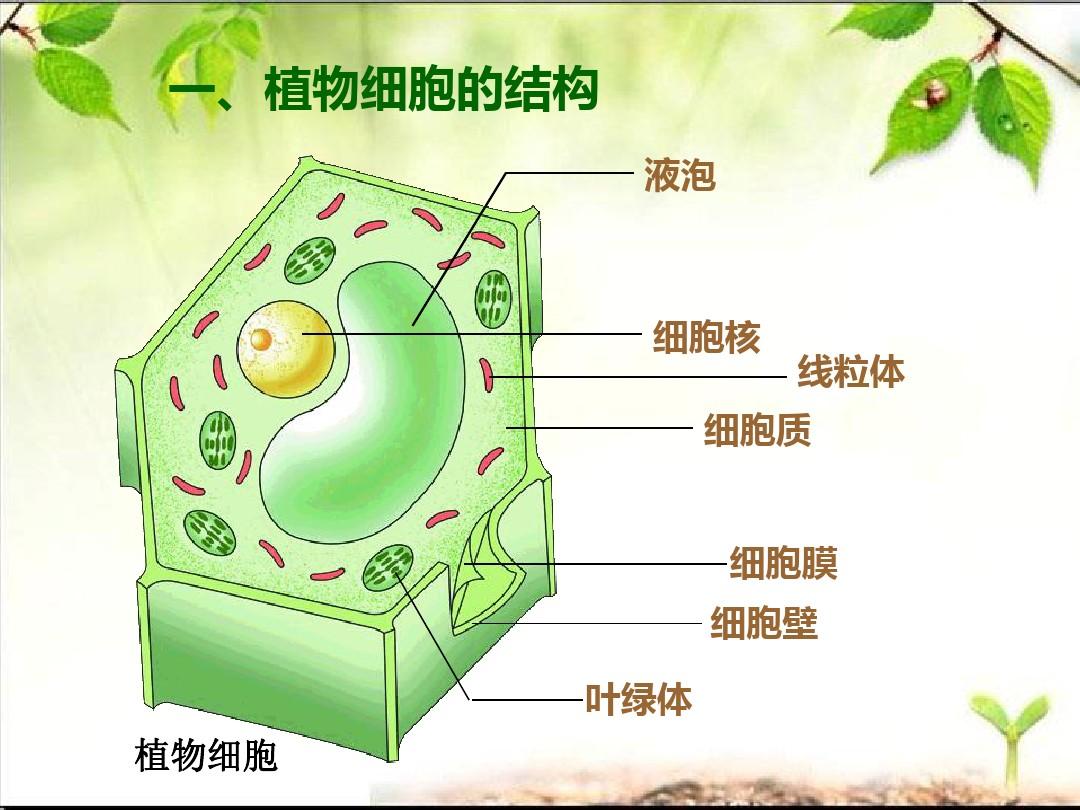 一、植物细胞的结构
液泡
细胞核
线粒体
细胞质
细胞膜
细胞壁
叶绿体
植物细胞